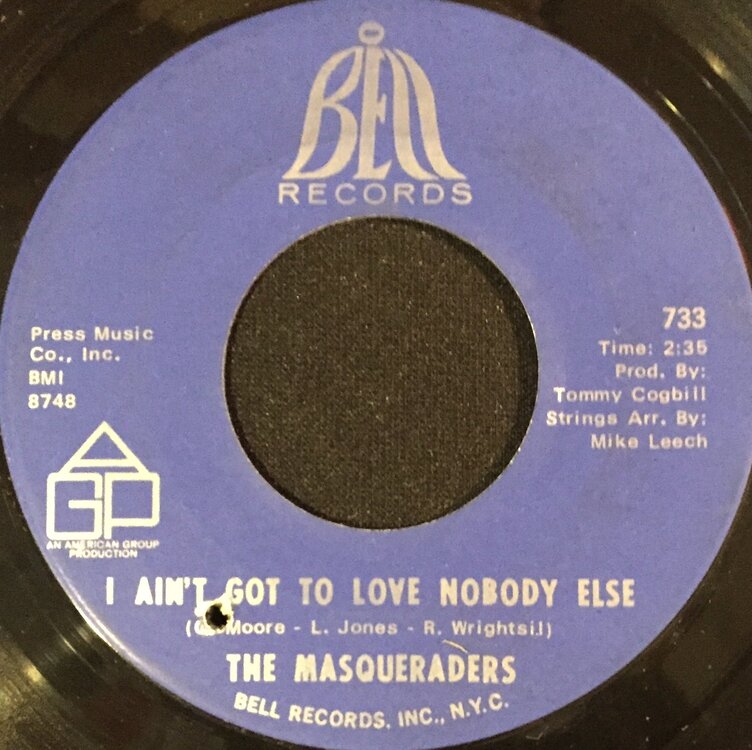 BELL
RECORDS
Press Music
Co., Inc.
BMI
8748
733
Time: 2:35
Prod. By:
Tommy Cogbill
Strings Arr. By:
Mike Leech
AGP
AN AMERICAN GROUP
PRODUCTION
I AIN'T GOT TO LOVE NOBODY ELSE
Moore - L. Jones - R. Wrightsil)
THE MASQUERADERS
BELL RECORDS, INC., N.Y.C.